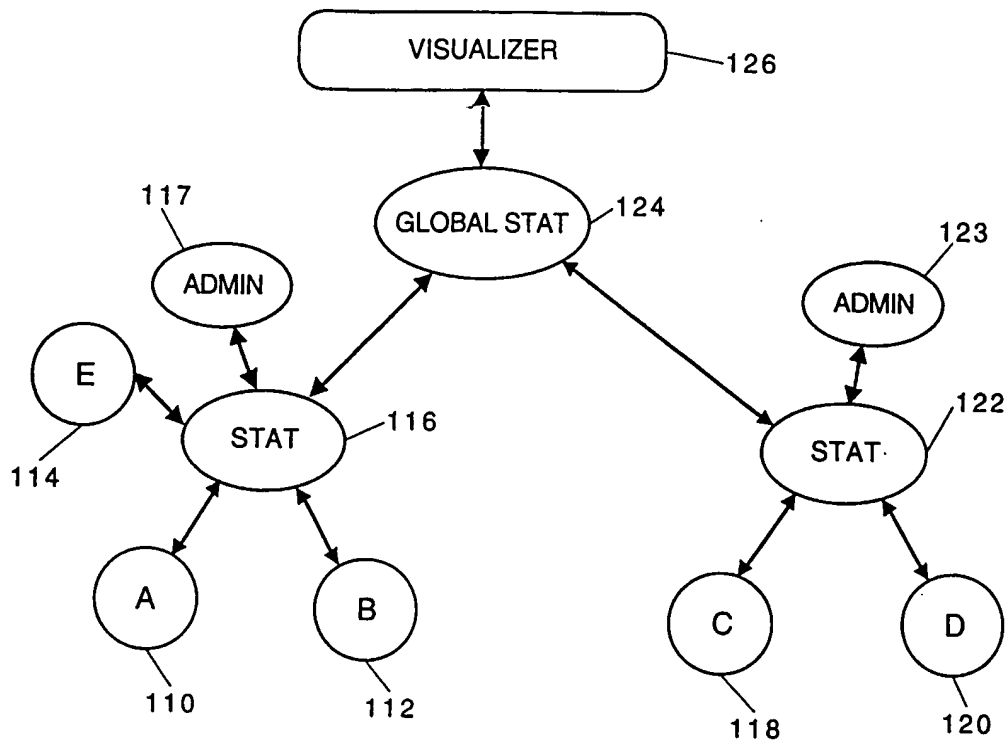 VISUALIZER
126
117
GLOBAL STAT
124
123
ADMIN
ADMIN
E
122
STAT
116
STAT
114
A
B
C
D
110
112
118
120